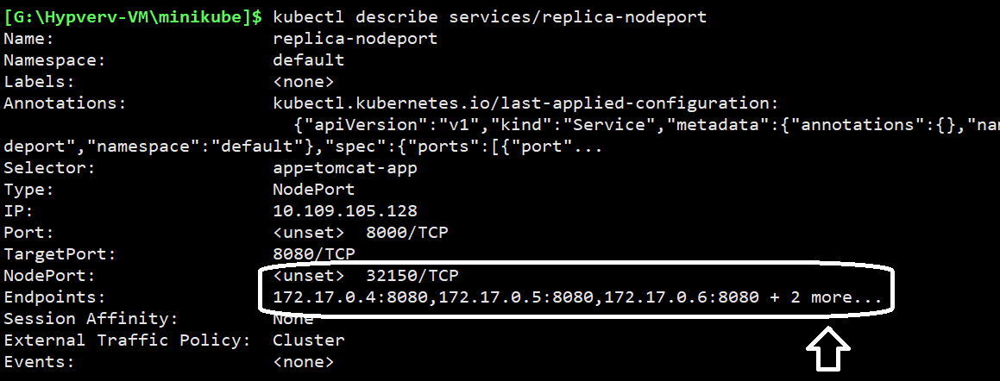 [G:\Hypverv-VM\minikube]$ kubectl describe services/replica-nodeport
Name: replica-nodeport
Namespace: default
Labels: <none>
Annotations: kubectl.kubernetes.io/last-applied-configuration:
{"apiVersion":"v1","kind":"Service","metadata":{"annotations":{},"nam
deport","namespace":"default"},"spec":{"ports":[{"port"...
Selector: app=tomcat-app
Type: NodePort
IP: 10.109.105.128
Port: <unset> 8000/TCP
TargetPort: 8080/TCP
NodePort: <unset> 32150/TCP
Endpoints: 172.17.0.4:8080,172.17.0.5:8080,172.17.0.6:8080 + 2 more...
Session Affinity: None
External Traffic Policy: Cluster
Events: <none>